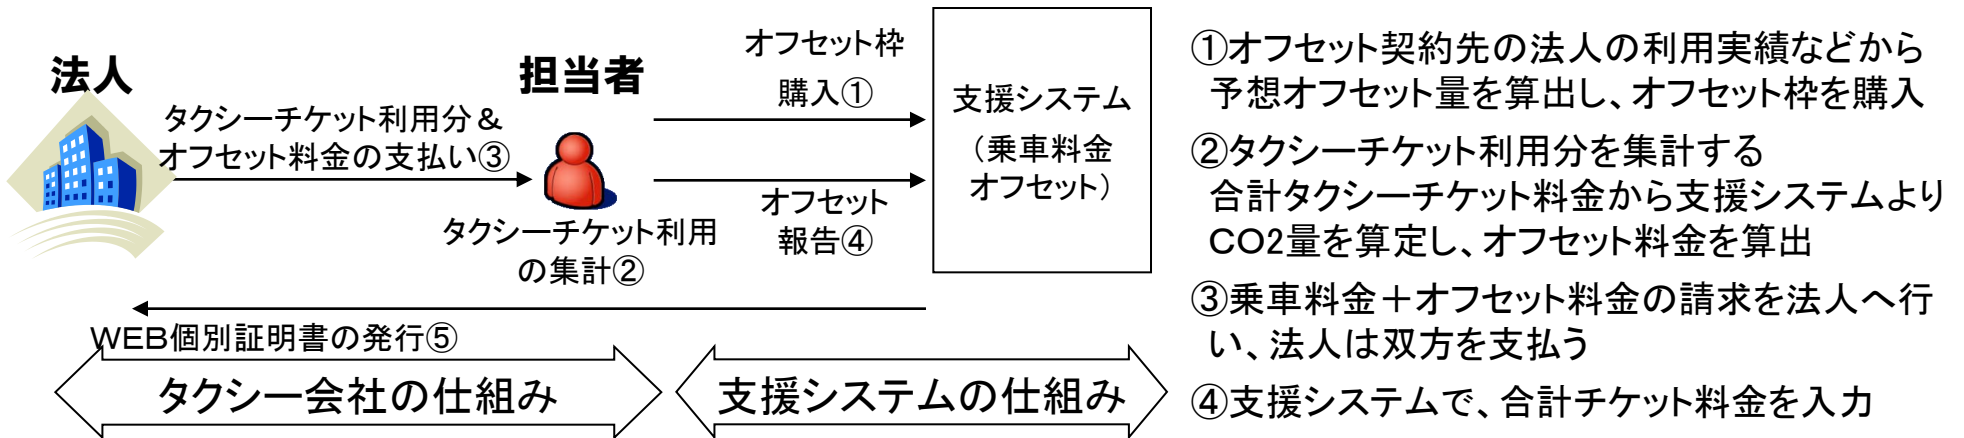 法人
タクシーチケット利用分＆
オフセット料金の支払い③
担当者
タクシーチケット利用
の集計②
オフセット枠
購入①
オフセット
報告④
支援システム
（乗車料金
オフセット）
WEB個別証明書の発行⑤
タクシー会社の仕組み
支援システムの仕組み
①オフセット契約先の法人の利用実績などから
予想オフセット量を算出し、オフセット枠を購入
②タクシーチケット利用分を集計する
合計タクシーチケット料金から支援システムより
CO2量を算定し、オフセット料金を算出
③乗車料金＋オフセット料金の請求を法人へ行
い、法人は双方を支払う
④支援システムで、合計チケット料金を入力